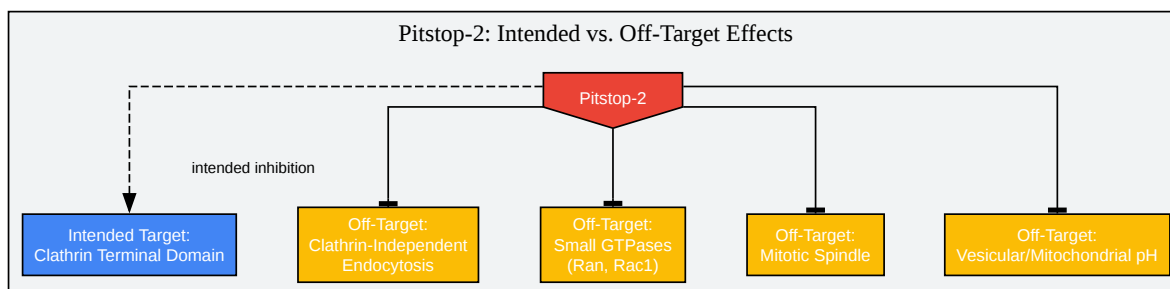 Pitstop-2: Intended vs. Off-Target Effects
Pitstop-2
intended inhibition
Intended Target:
Clathrin Terminal Domain
Off-Target:
Clathrin-Independent
Endocytosis
Off-Target:
Small GTPases
(Ran, Rac1)
Off-Target:
Mitotic Spindle
Off-Target:
Vesicular/Mitochondrial pH